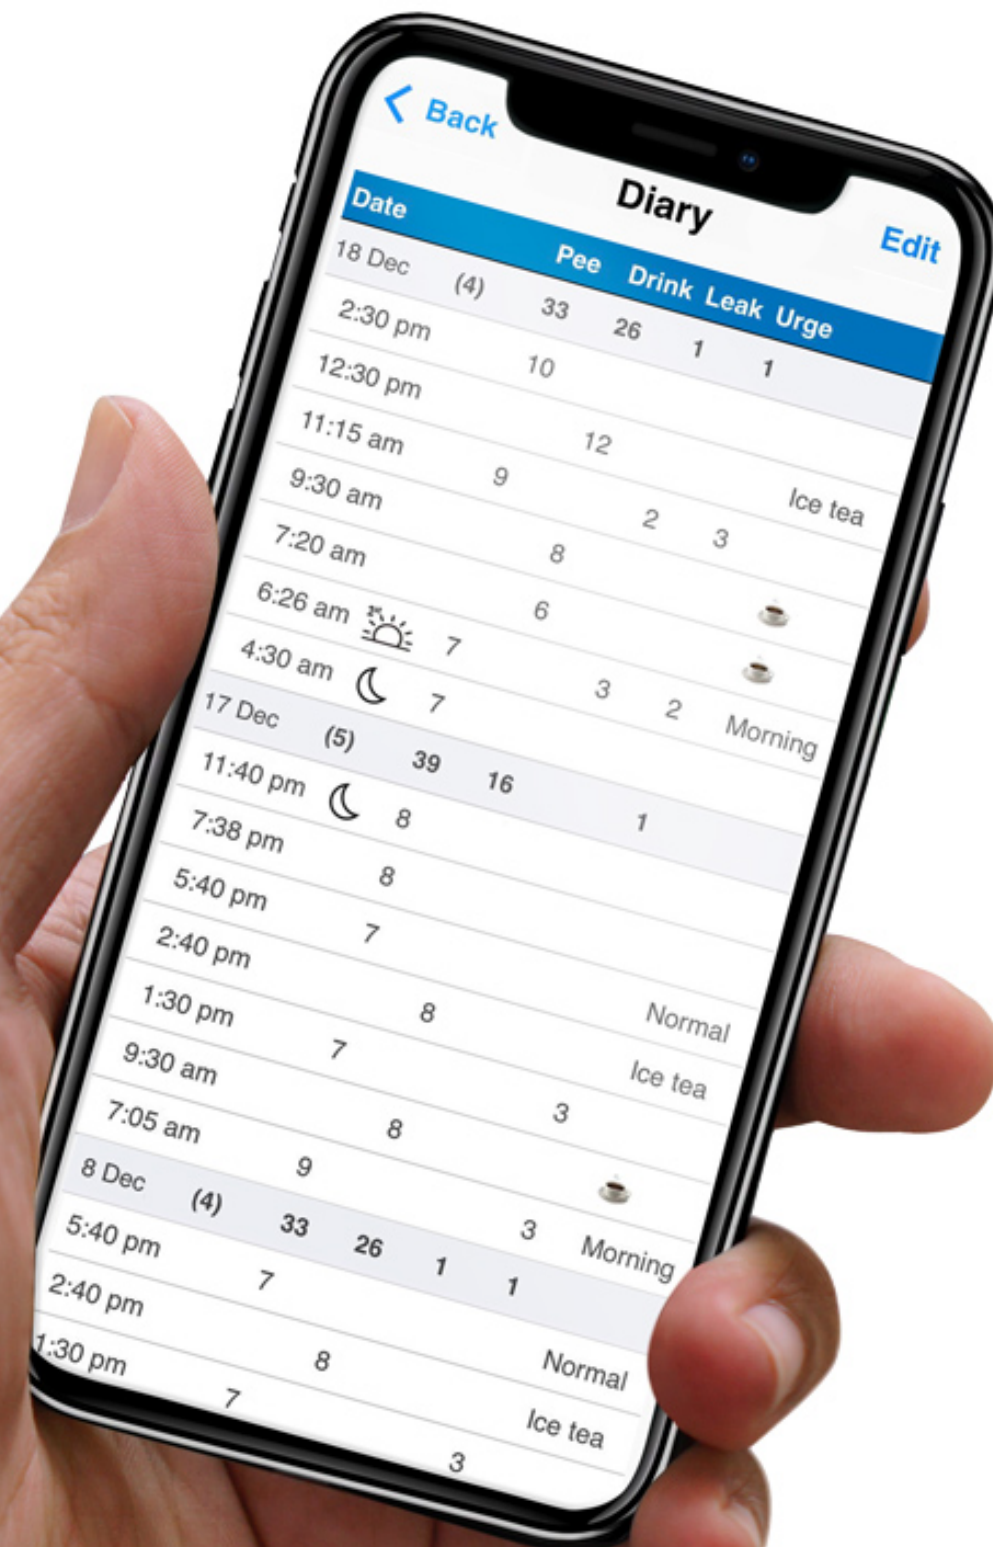 Back
Diary
Edit
Date Pee Drink Leak Urge
18 Dec (4) 33 26 1 1
2:30 pm 10
12:30 pm 12 Ice tea
11:15 am 9 2 3
9:30 am 8
7:20 am 6
6:26 am 7 3 2 Morning
4:30 am 7
17 Dec (5) 39 16 1
11:40 pm 8
7:38 pm 8
5:40 pm 7 Normal
2:40 pm 8 Ice tea
1:30 pm 7 3
9:30 am 8
7:05 am 9 3 Morning
8 Dec (4) 33 26 1 1
5:40 pm 7 Normal
2:40 pm 8 Ice tea
1:30 pm 7 3